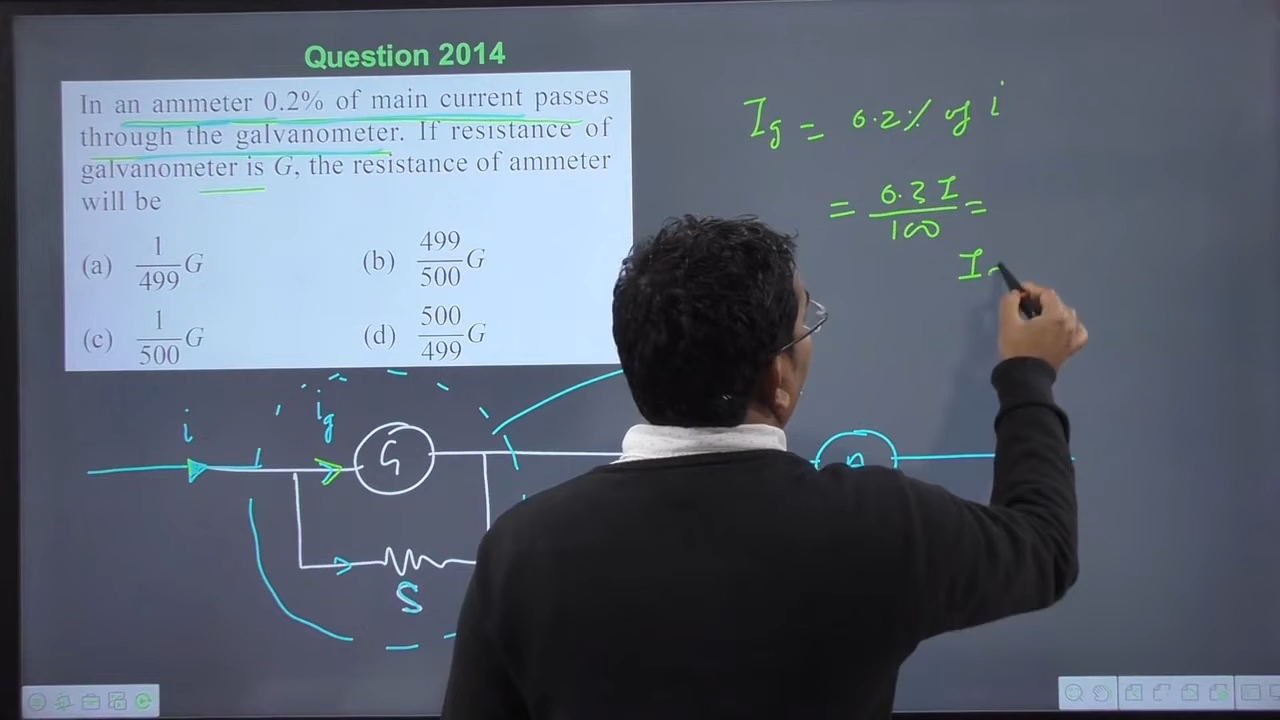 Question 2014
In an ammeter 0.2% of main current passes
through the galvanometer. If resistance of
galvanometer is G, the resistance of ammeter
will be
(a) 1/499 G (b) 499/500 G
(c) 1/500 G (d) 500/499 G
Ig = 0.2% of i
= 0.2 I/100 =
I
i
ig
G
S